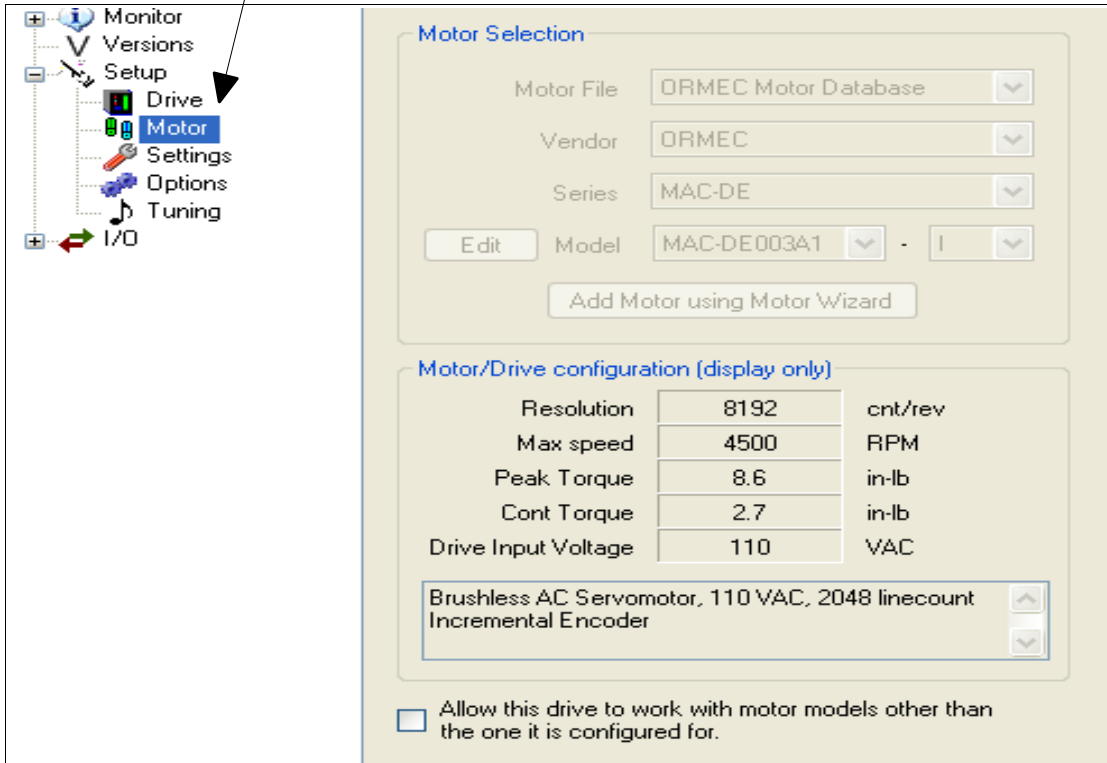 Monitor
Versions
Setup
Drive
Motor
Settings
Options
Tuning
I/O
Motor Selection
Motor File ORMEC Motor Database
Vendor ORMEC
Series MAC-DE
Edit Model MAC-DE003A1 - I
Add Motor using Motor Wizard
Motor/Drive configuration (display only)
Resolution 8192 cnt/rev
Max speed 4500 RPM
Peak Torque 8.6 in-lb
Cont Torque 2.7 in-lb
Drive Input Voltage 110 VAC
Brushless AC Servomotor, 110 VAC, 2048 linecount
Incremental Encoder
Allow this drive to work with motor models other than
the one it is configured for.